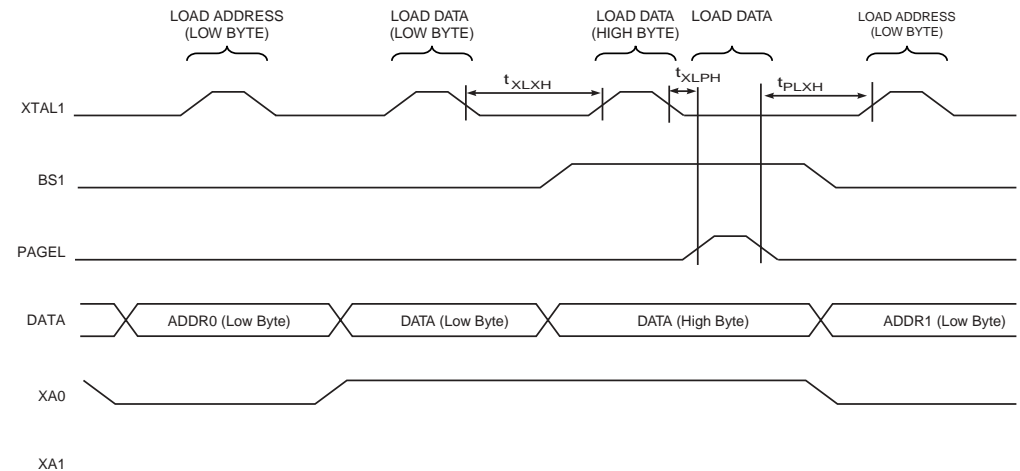 LOAD ADDRESS
(LOW BYTE)
LOAD DATA
(LOW BYTE)
LOAD DATA
(HIGH BYTE)
LOAD DATA
LOAD ADDRESS
(LOW BYTE)
tXLXH
tXLPH
tPLXH
XTAL1
BS1
PAGEL
DATA
ADDR0 (Low Byte)
DATA (Low Byte)
DATA (High Byte)
ADDR1 (Low Byte)
XA0
XA1